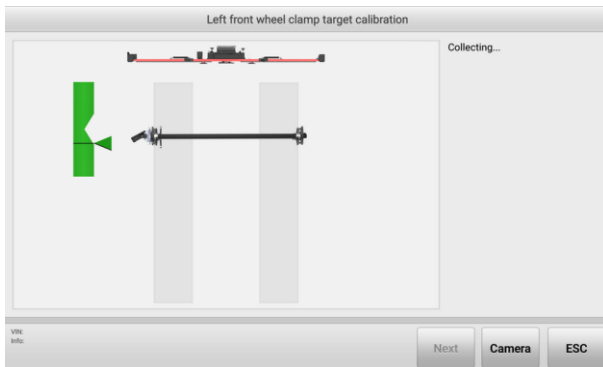 Left front wheel clamp target calibration
Collecting...
VIN:
Info:
Next
Camera
ESC